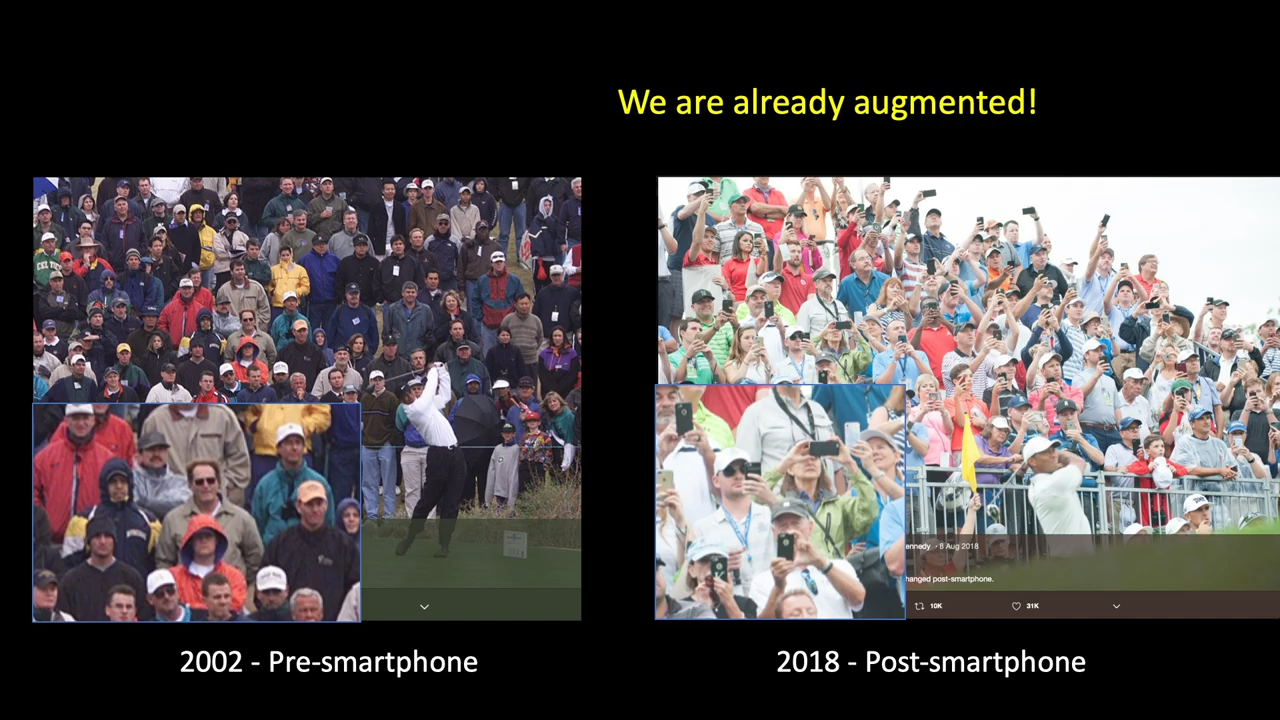 We are already augmented!
ennedy · 8 Aug 2018
hanged post-smartphone.
10K
31K
2002 - Pre-smartphone
2018 - Post-smartphone